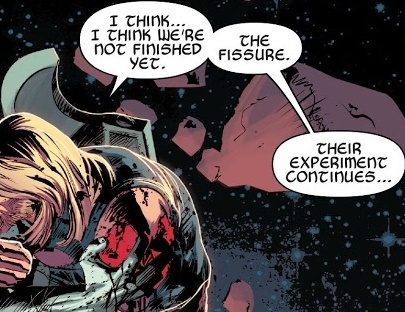 I THINK...
I THINK WE'RE
NOT FINISHED
YET.
THE
FISSURE.
THEIR
EXPERIMENT
CONTINUES...